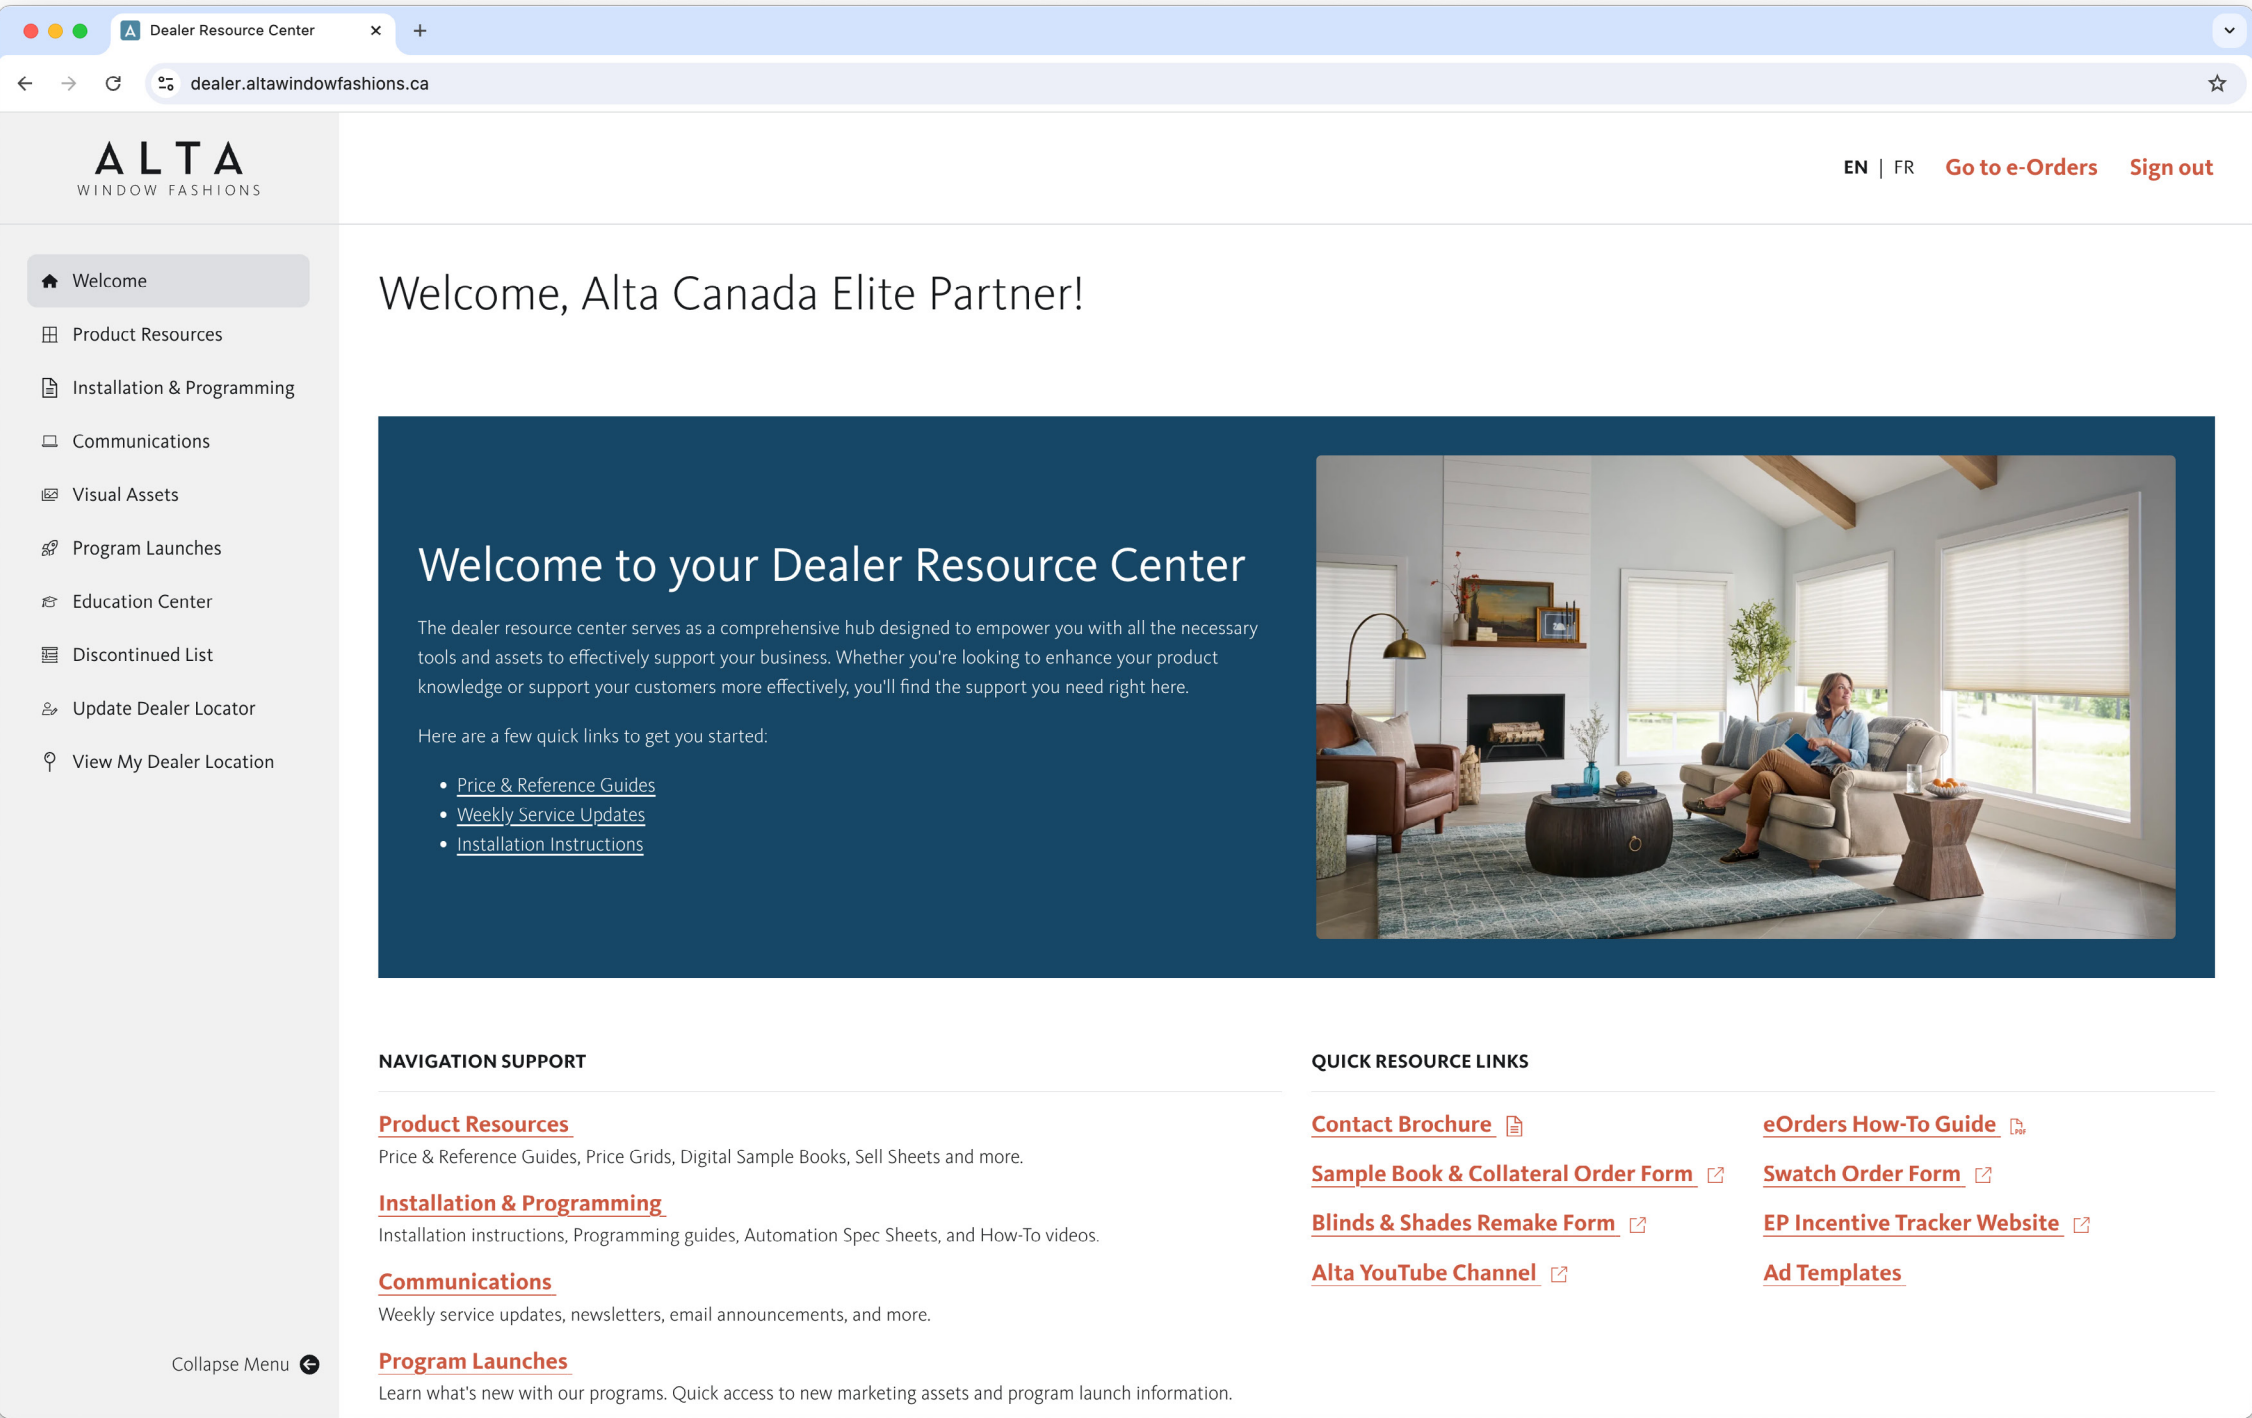 Dealer Resource Center
dealer.altawindowfashions.ca
ALTA
WINDOW FASHIONS
EN | FR Go to e-Orders Sign out
Welcome
Product Resources
Installation & Programming
Communications
Visual Assets
Program Launches
Education Center
Discontinued List
Update Dealer Locator
View My Dealer Location
Collapse Menu
Welcome, Alta Canada Elite Partner!
Welcome to your Dealer Resource Center
The dealer resource center serves as a comprehensive hub designed to empower you with all the necessary
tools and assets to effectively support your business. Whether you're looking to enhance your product
knowledge or support your customers more effectively, you'll find the support you need right here.
Here are a few quick links to get you started:
• Price & Reference Guides
• Weekly Service Updates
• Installation Instructions
NAVIGATION SUPPORT
Product Resources
Price & Reference Guides, Price Grids, Digital Sample Books, Sell Sheets and more.
Installation & Programming
Installation instructions, Programming guides, Automation Spec Sheets, and How-To videos.
Communications
Weekly service updates, newsletters, email announcements, and more.
Program Launches
Learn what's new with our programs. Quick access to new marketing assets and program launch information.
QUICK RESOURCE LINKS
Contact Brochure
Sample Book & Collateral Order Form
Blinds & Shades Remake Form
Alta YouTube Channel
eOrders How-To Guide PDF
Swatch Order Form
EP Incentive Tracker Website
Ad Templates